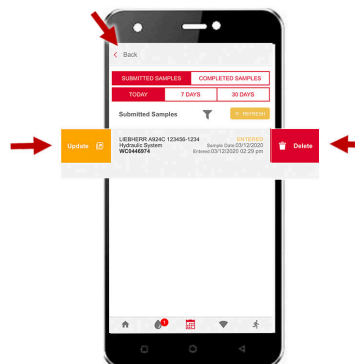 Back
SUBMITTED SAMPLES COMPLETED SAMPLES
TODAY 7 DAYS 30 DAYS
Submitted Samples REFRESH
Update LIEBHERR A924C 123456-1234 ENTERED Delete
Hydraulic System Sample Date 03/12/2020
WC0446974 Entered 03/12/2020 02:29 pm
1